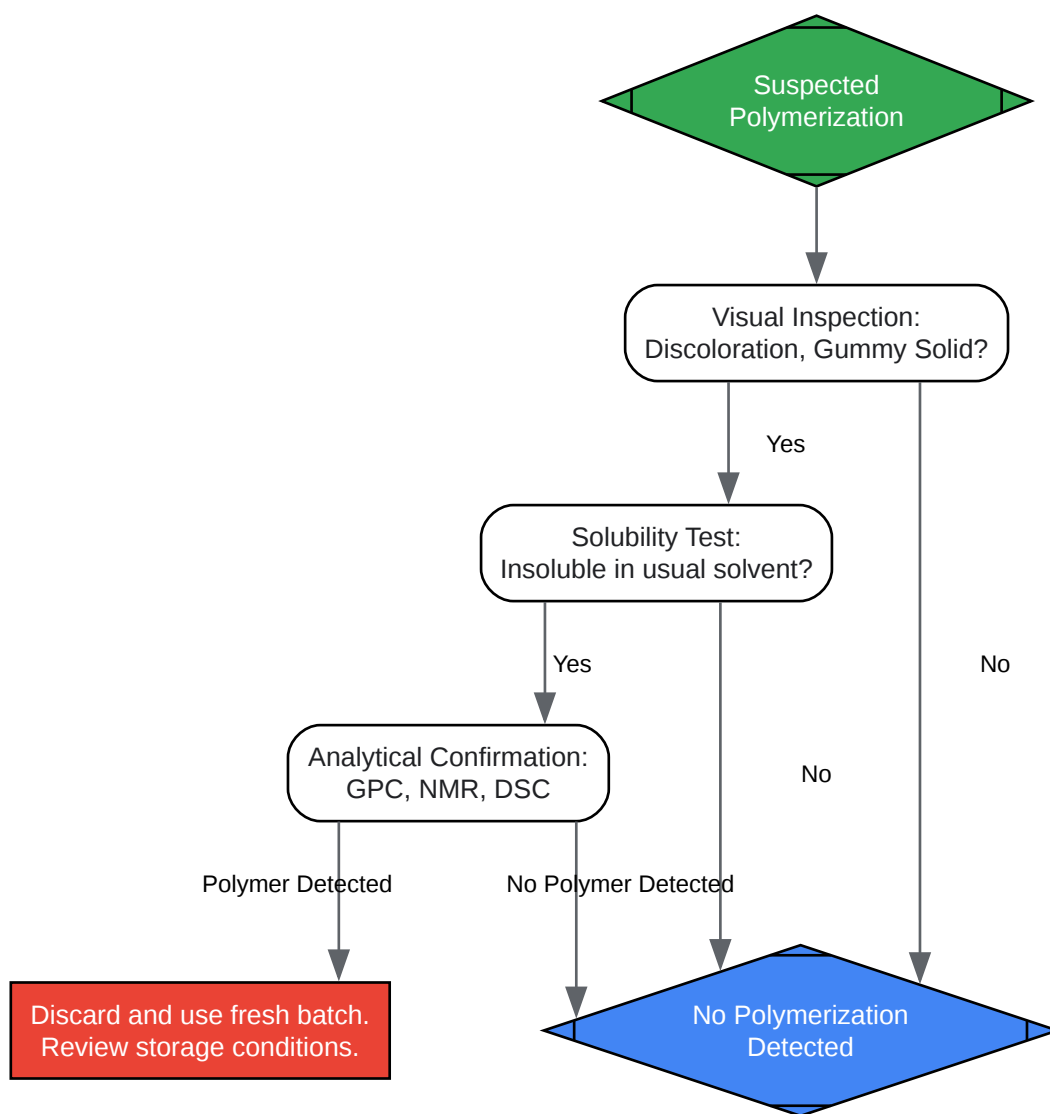 Suspected
Polymerization
Visual Inspection:
Discoloration, Gummy Solid?
Yes
Solubility Test:
Insoluble in usual solvent?
Yes
No
Analytical Confirmation:
GPC, NMR, DSC
No
Polymer Detected
No Polymer Detected
Discard and use fresh batch.
Review storage conditions.
No Polymerization
Detected